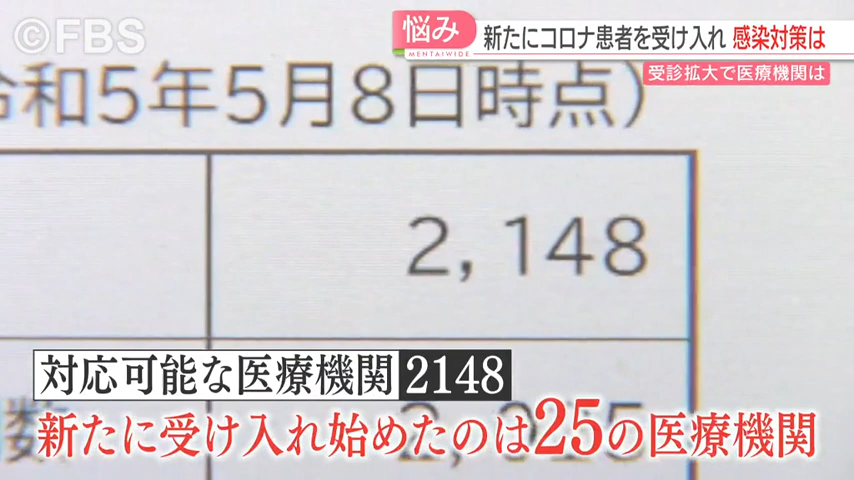 ©FBS
悩み
MENTAIWIDE
新たにコロナ患者を受け入れ 感染対策は
受診拡大で医療機関は
和5年5月8日時点）
2,148
対応可能な医療機関 2148
新たに受け入れ始めたのは25の医療機関